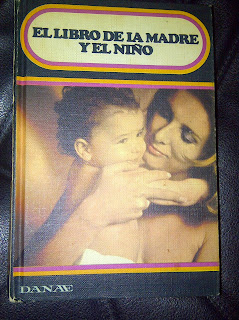 EL LIBRO DE LA MADRE
Y EL NIÑO
DANAE